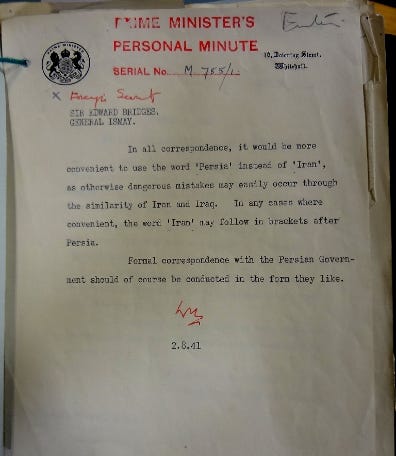 PRIME MINISTER'S
PERSONAL MINUTE
10, Downing Street,
Whitehall.
SERIAL No. M 755/1
x Foreign Secrety
SIR EDWARD BRIDGES.
GENERAL ISMAY.
In all correspondence, it would be more
convenient to use the word 'Persia' instead of 'Iran',
as otherwise dangerous mistakes may easily occur through
the similarity of Iran and Iraq. In any cases where
convenient, the word 'Iran' may follow in brackets after
Persia.
Formal correspondence with the Persian Govern-
ment should of course be conducted in the form they like.
2.8.41